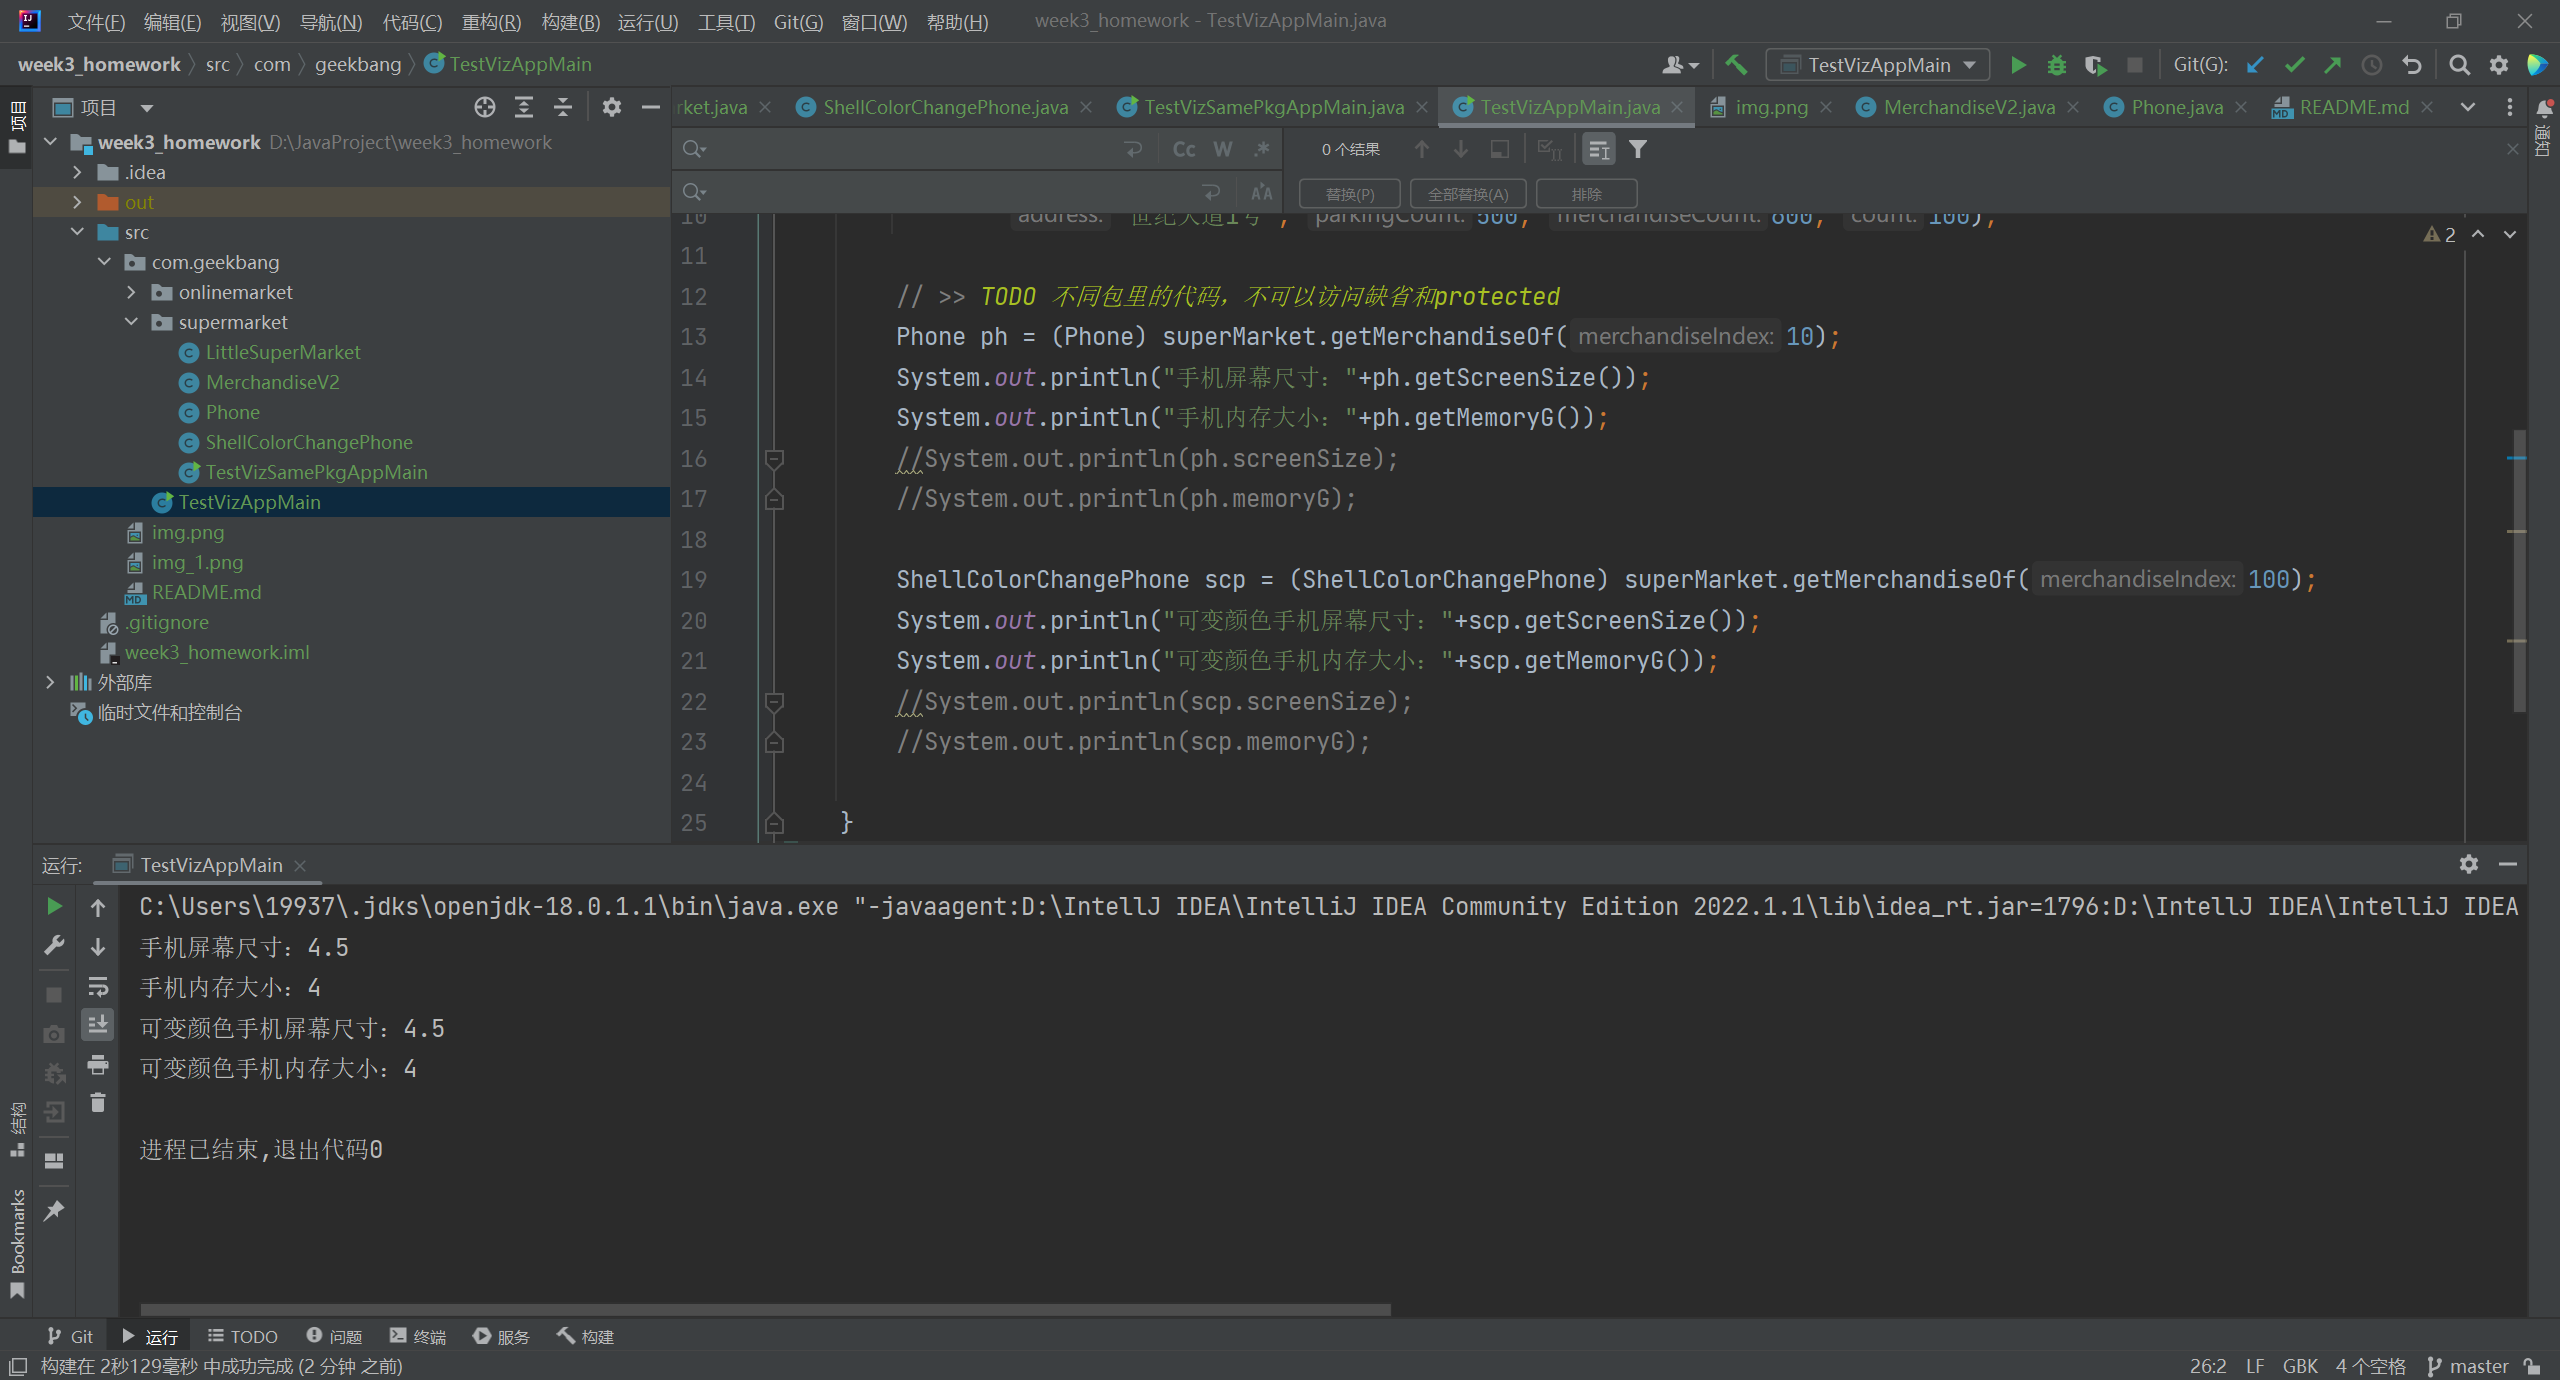 文件(F) 编辑(E) 视图(V) 导航(N) 代码(C) 重构(R) 构建(B) 运行(U) 工具(T) Git(G) 窗口(W) 帮助(H) week3_homework - TestVizAppMain.java
week3_homework src com geekbang TestVizAppMain TestVizAppMain Git(G):
项目
rket.java ShellColorChangePhone.java TestVizSamePkgAppMain.java TestVizAppMain.java img.png MerchandiseV2.java Phone.java README.md
项目
通知
week3_homework D:\JavaProject\week3_homework
.idea
out
src
com.geekbang
onlinemarket
supermarket
LittleSuperMarket
MerchandiseV2
Phone
ShellColorChangePhone
TestVizSamePkgAppMain
TestVizAppMain
img.png
img_1.png
README.md
.gitignore
week3_homework.iml
外部库
临时文件和控制台
Cc W .* 0 个结果
替换(P) 全部替换(A) 排除
2
10 address: "世纪大道1号", parkingCount: 500, merchandiseCount: 600, count: 100);
11
12 // >> TODO 不同包里的代码，不可以访问缺省和protected
13 Phone ph = (Phone) superMarket.getMerchandiseOf( merchandiseIndex: 10);
14 System.out.println("手机屏幕尺寸："+ph.getScreenSize());
15 System.out.println("手机内存大小："+ph.getMemoryG());
16 //System.out.println(ph.screenSize);
17 //System.out.println(ph.memoryG);
18
19 ShellColorChangePhone scp = (ShellColorChangePhone) superMarket.getMerchandiseOf( merchandiseIndex: 100);
20 System.out.println("可变颜色手机屏幕尺寸："+scp.getScreenSize());
21 System.out.println("可变颜色手机内存大小："+scp.getMemoryG());
22 //System.out.println(scp.screenSize);
23 //System.out.println(scp.memoryG);
24
25 }
运行: TestVizAppMain
C:\Users\19937\.jdks\openjdk-18.0.1.1\bin\java.exe "-javaagent:D:\IntellJ IDEA\IntelliJ IDEA Community Edition 2022.1.1\lib\idea_rt.jar=1796:D:\IntellJ IDEA\IntelliJ IDEA
手机屏幕尺寸：4.5
手机内存大小：4
可变颜色手机屏幕尺寸：4.5
可变颜色手机内存大小：4
进程已结束,退出代码0
结构
Bookmarks
Git 运行 TODO 问题 终端 服务 构建
构建在 2秒129毫秒 中成功完成 (2 分钟 之前) 26:2 LF GBK 4 个空格 master